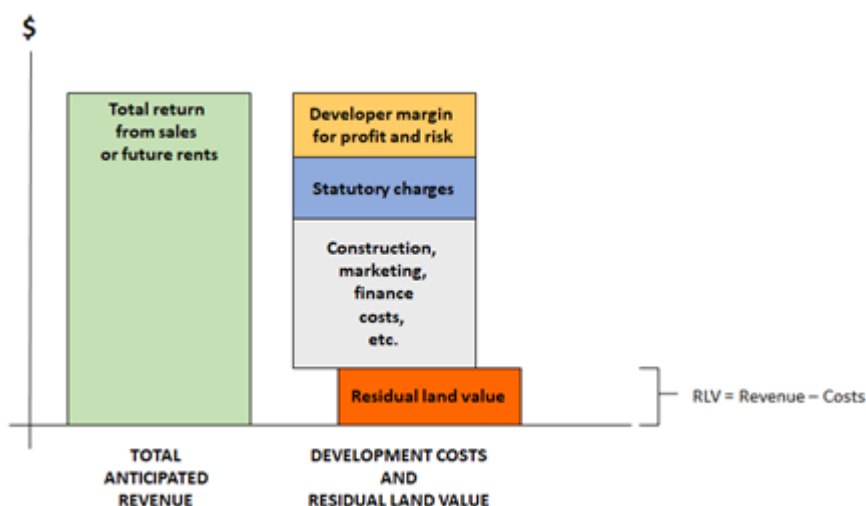 $
Total return
from sales
or future rents
Developer margin
for profit and risk
Statutory charges
Construction,
marketing,
finance
costs,
etc.
Residual land value
RLV = Revenue – Costs
TOTAL
ANTICIPATED
REVENUE
DEVELOPMENT COSTS
AND
RESIDUAL LAND VALUE